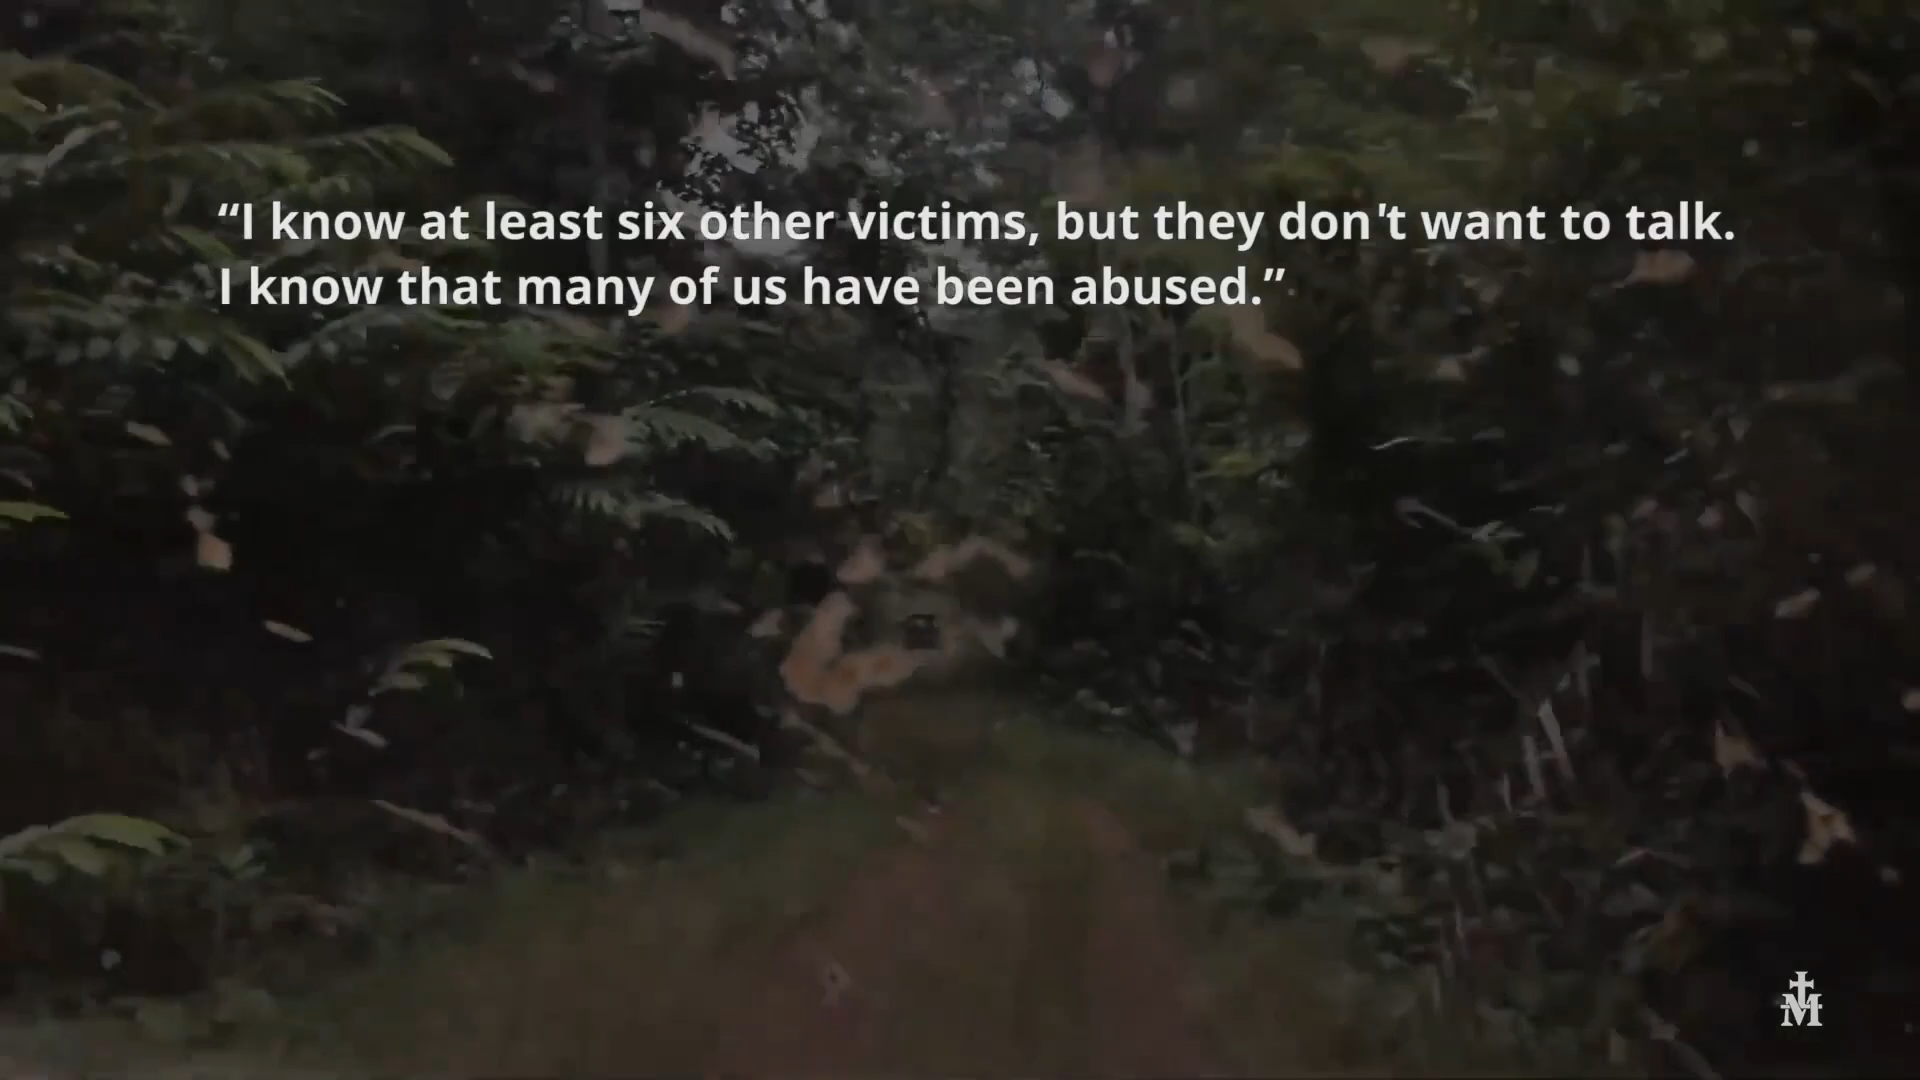 “I know at least six other victims, but they don't want to talk.
I know that many of us have been abused.”